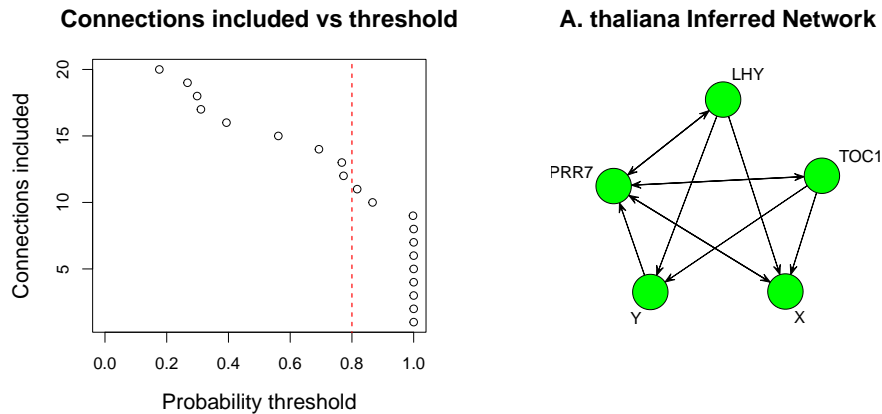 Connections included vs threshold
Connections included
20
15
10
5
0.0 0.2 0.4 0.6 0.8 1.0
Probability threshold
A. thaliana Inferred Network
LHY
TOC1
PRR7
Y
X